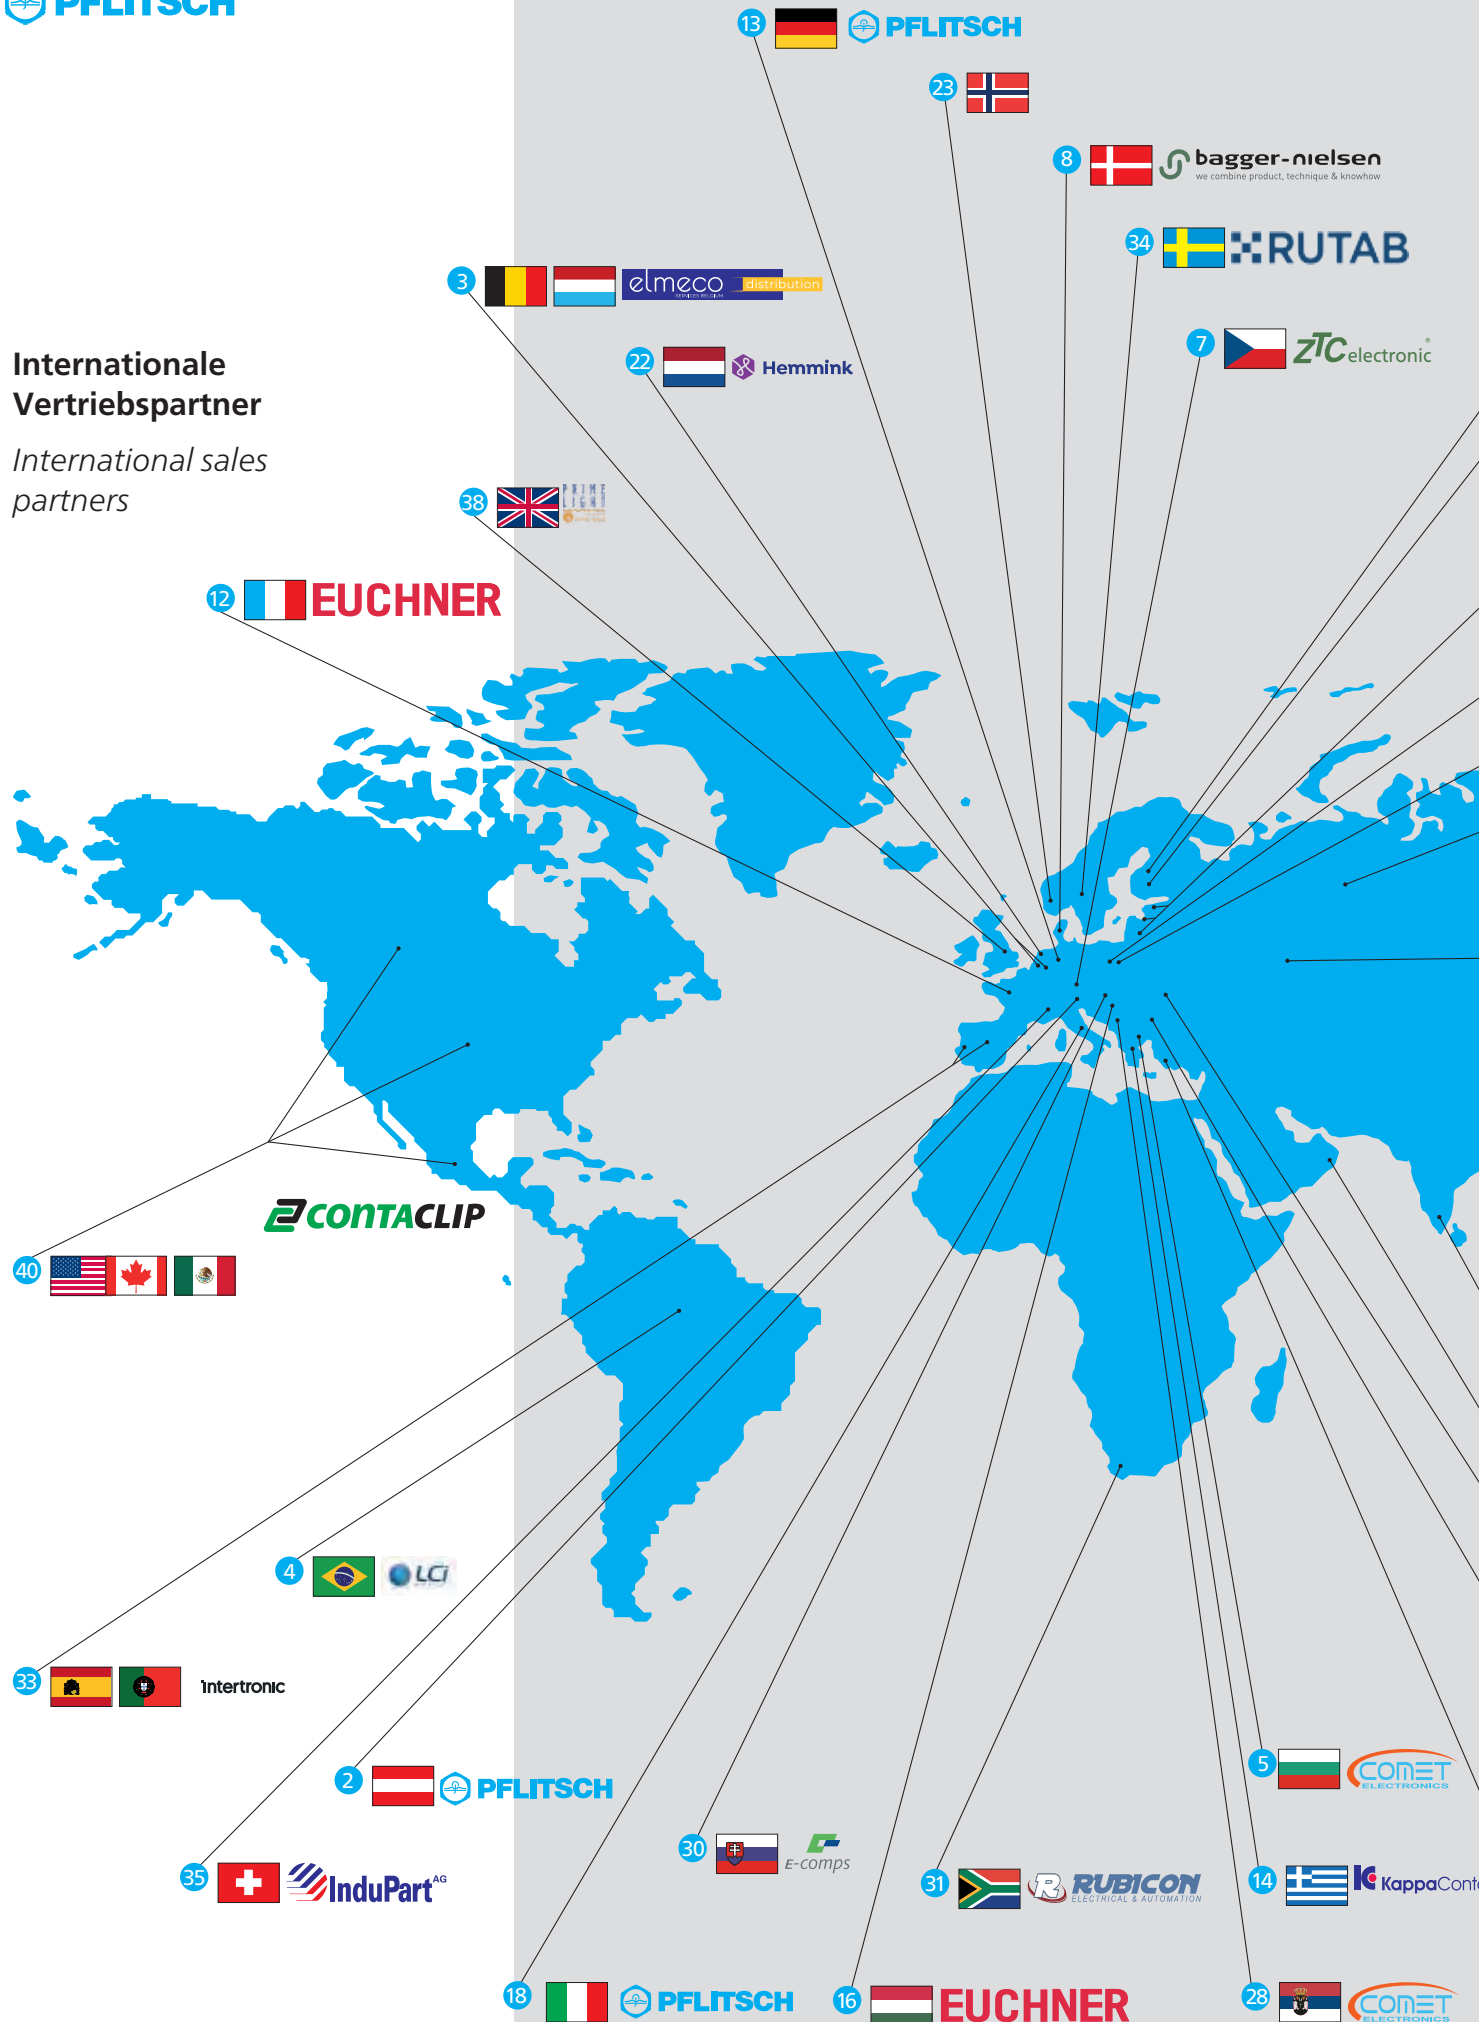 PFLITSCH
13 PFLITSCH
23
8 bagger-nielsen
we combine product, technique & knowhow
34 RUTAB
3 elmeco distribution
SERVICES BELGIUM
7 ZTC electronic®
22 Hemmink
Internationale
Vertriebspartner
International sales
partners
38
12 EUCHNER
CONTACLIP
40
4 LCi
33 intertronic
2 PFLITSCH
5 COMET
ELECTRONICS
30 E-comps
35 InduPart AG
31 RUBICON
ELECTRICAL & AUTOMATION
14 KappaConta
18 PFLITSCH
16 EUCHNER
28 COMET
ELECTRONICS